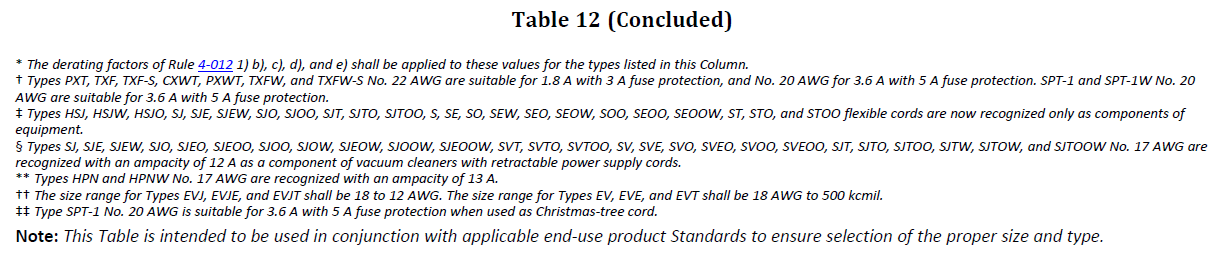 Table 12 (Concluded)
* The derating factors of Rule 4-012 1) b), c), d), and e) shall be applied to these values for the types listed in this Column.
† Types PXT, TXF, TXF-S, CXWT, PXWT, TXFW, and TXFW-S No. 22 AWG are suitable for 1.8 A with 3 A fuse protection, and No. 20 AWG for 3.6 A with 5 A fuse protection. SPT-1 and SPT-1W No. 20
AWG are suitable for 3.6 A with 5 A fuse protection.
‡ Types HSJ, HSJW, HSJO, SJ, SJE, SJEW, SJO, SJOO, SJT, SJTO, SJTOO, S, SE, SO, SEW, SEO, SEOW, SOO, SEOO, SEOOW, ST, STO, and STOO flexible cords are now recognized only as components of
equipment.
§ Types SJ, SJE, SJEW, SJO, SJEO, SJEOO, SJOO, SJOW, SJEOW, SJOOW, SJEOOW, SVT, SVTO, SVTOO, SV, SVE, SVO, SVEO, SVOO, SVEOO, SJT, SJTO, SJTOO, SJTW, SJTOW, and SJTOOW No. 17 AWG are
recognized with an ampacity of 12 A as a component of vacuum cleaners with retractable power supply cords.
** Types HPN and HPNW No. 17 AWG are recognized with an ampacity of 13 A.
†† The size range for Types EVJ, EVJE, and EVJT shall be 18 to 12 AWG. The size range for Types EV, EVE, and EVT shall be 18 AWG to 500 kcmil.
‡‡ Type SPT-1 No. 20 AWG is suitable for 3.6 A with 5 A fuse protection when used as Christmas-tree cord.
Note: This Table is intended to be used in conjunction with applicable end-use product Standards to ensure selection of the proper size and type.